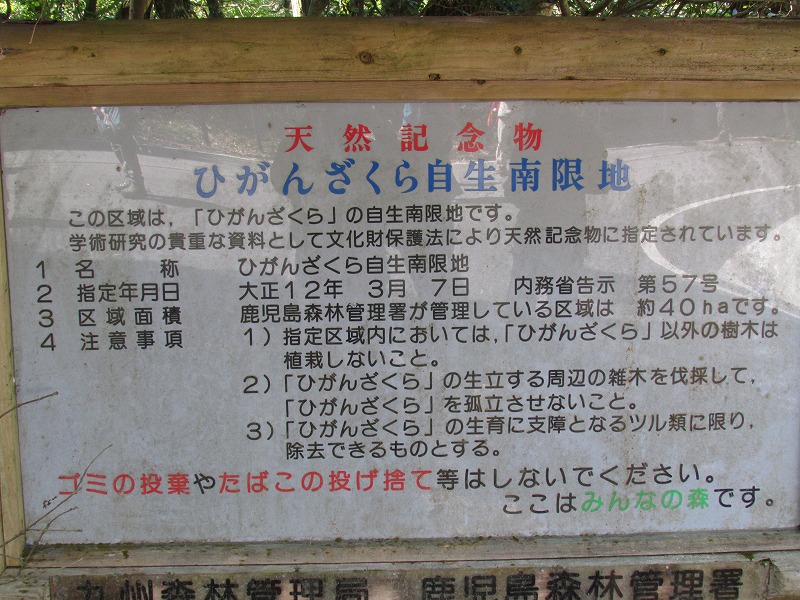 天然記念物
ひがんざくら自生南限地
この区域は,「ひがんざくら」の自生南限地です。
学術研究の貴重な資料として文化財保護法により天然記念物に指定されています。
1 名 称 ひがんざくら自生南限地
2 指定年月日 大正12年 3月 7日 内務省告示 第57号
3 区域面積 鹿児島森林管理署が管理している区域は 約40haです。
4 注意事項 1)指定区域内においては,「ひがんざくら」以外の樹木は
植栽しないこと。
2)「ひがんざくら」の生立する周辺の雑木を伐採して,
「ひがんざくら」を孤立させないこと。
3)「ひがんざくら」の生育に支障となるツル類に限り,
除去できるものとする。
ゴミの投棄やたばこの投げ捨て等はしないでください。
ここはみんなの森です。
九州森林管理局 鹿児島森林管理署